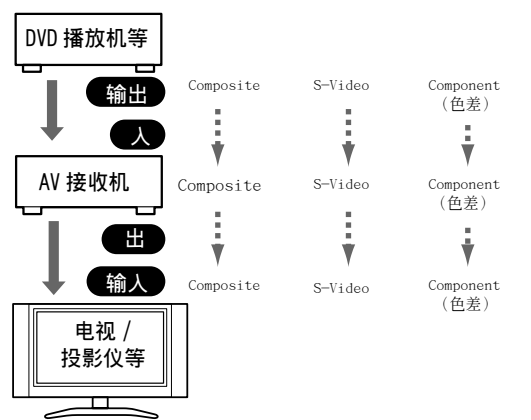 DVD 播放机等
输出 Composite S-Video Component
(色差)
入
AV 接收机 Composite S-Video Component
(色差)
出
输入 Composite S-Video Component
(色差)
电视 /
投影仪等